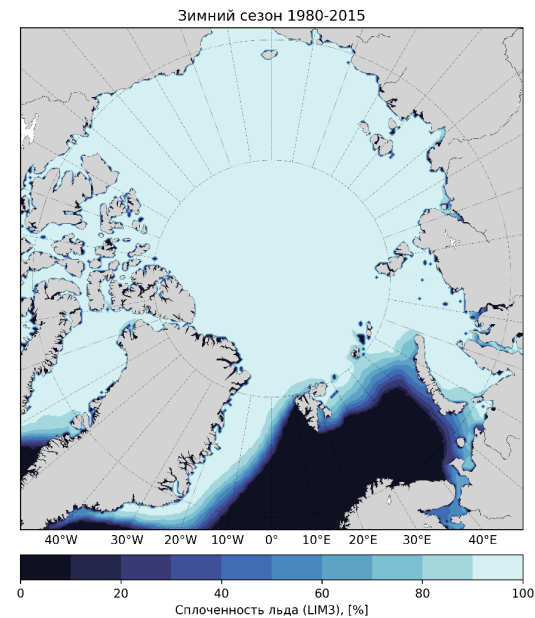 Зимний сезон 1980-2015
40°W 30°W 20°W 10°W 0° 10°E 20°E 30°E 40°E
0 20 40 60 80 100
Сплоченность льда (LIM3), [%]